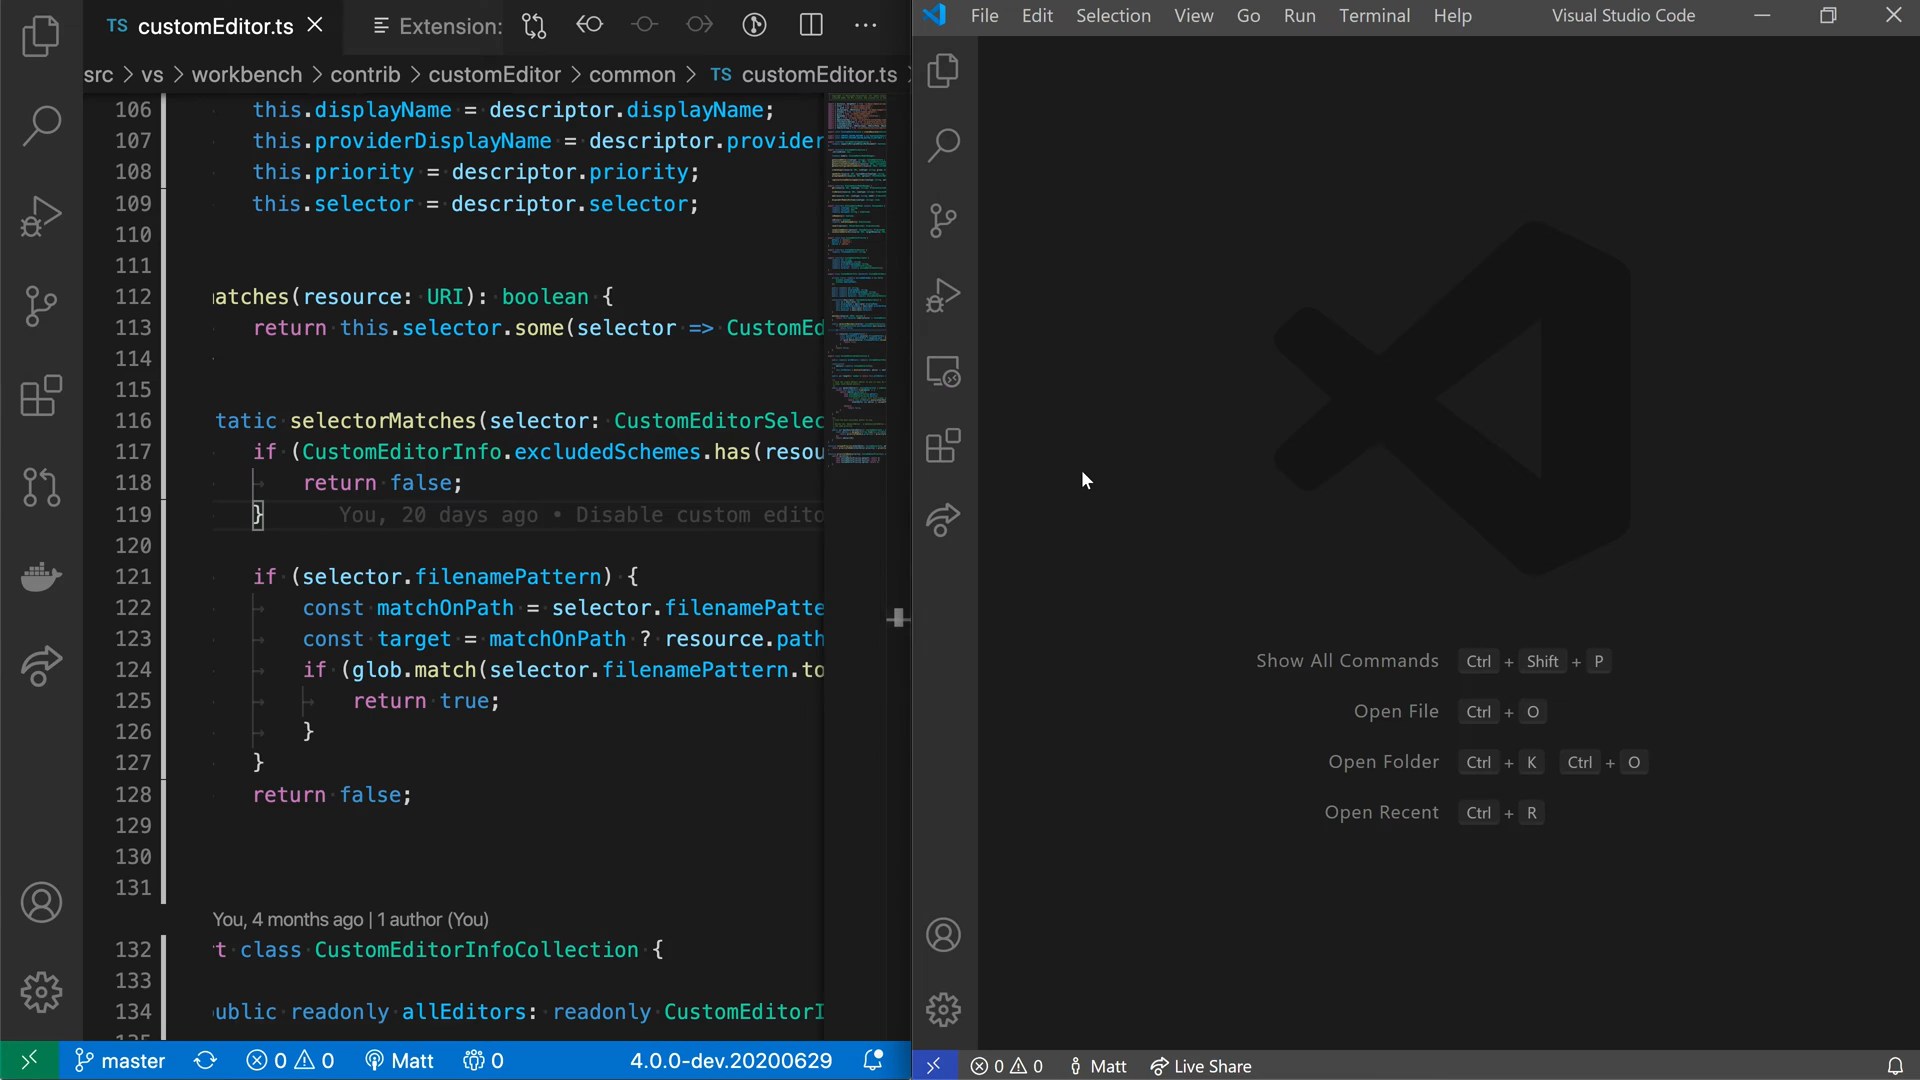 TS customEditor.ts Extension:
src > vs > workbench > contrib > customEditor > common > TS customEditor.ts
106 this.displayName = descriptor.displayName;
107 this.providerDisplayName = descriptor.provider
108 this.priority = descriptor.priority;
109 this.selector = descriptor.selector;
110
111
112 atches(resource: URI): boolean {
113 return this.selector.some(selector => CustomEd
114
115
116 tatic selectorMatches(selector: CustomEditorSelec
117 if (CustomEditorInfo.excludedSchemes.has(resou
118 return false;
119 } You, 20 days ago • Disable custom edito
120
121 if (selector.filenamePattern) {
122 const matchOnPath = selector.filenamePatte
123 const target = matchOnPath ? resource.path
124 if (glob.match(selector.filenamePattern.to
125 return true;
126 }
127 }
128 return false;
129
130
131
You, 4 months ago | 1 author (You)
132 t class CustomEditorInfoCollection {
133
134 ublic readonly allEditors: readonly CustomEditorI
master 0 0 Matt 0 4.0.0-dev.20200629
File Edit Selection View Go Run Terminal Help Visual Studio Code
Show All Commands Ctrl + Shift + P
Open File Ctrl + O
Open Folder Ctrl + K Ctrl + O
Open Recent Ctrl + R
0 0 Matt Live Share